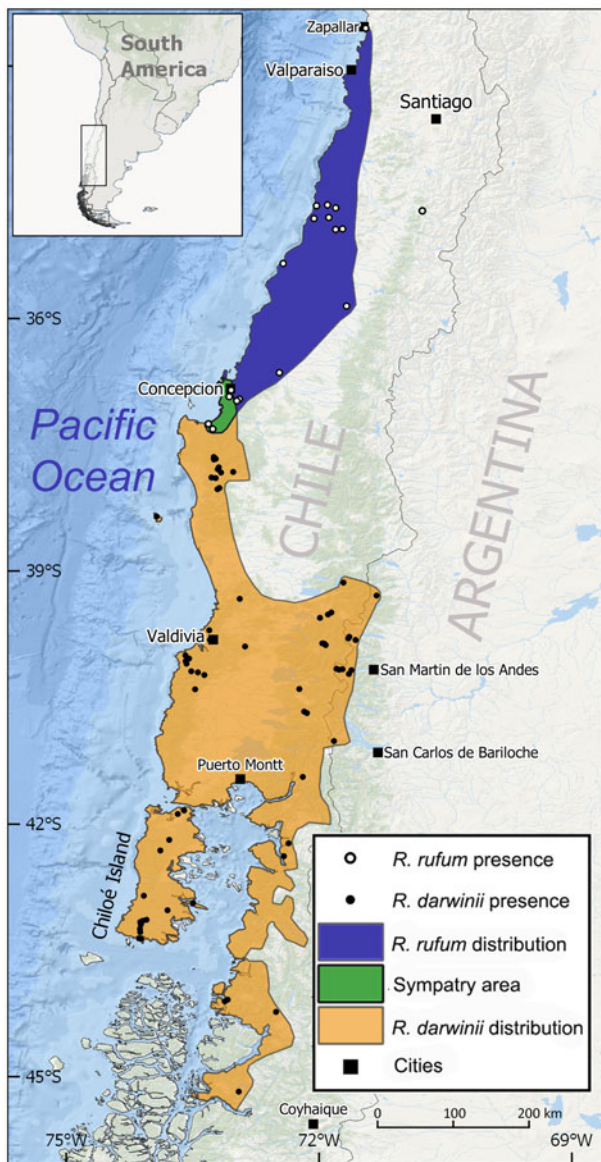 South
America
Zapallar
Valparaiso
Santiago
36°S
Concepcion
Pacific
Ocean
CHILE
ARGENTINA
39°S
Valdivia
San Martin de los Andes
San Carlos de Bariloche
Puerto Montt
42°S
Chiloé Island
R. rufum presence
R. darwinii presence
R. rufum distribution
Sympatry area
R. darwinii distribution
Cities
45°S
Coyhaique
0 100 200 km
75°W 72°W 69°W